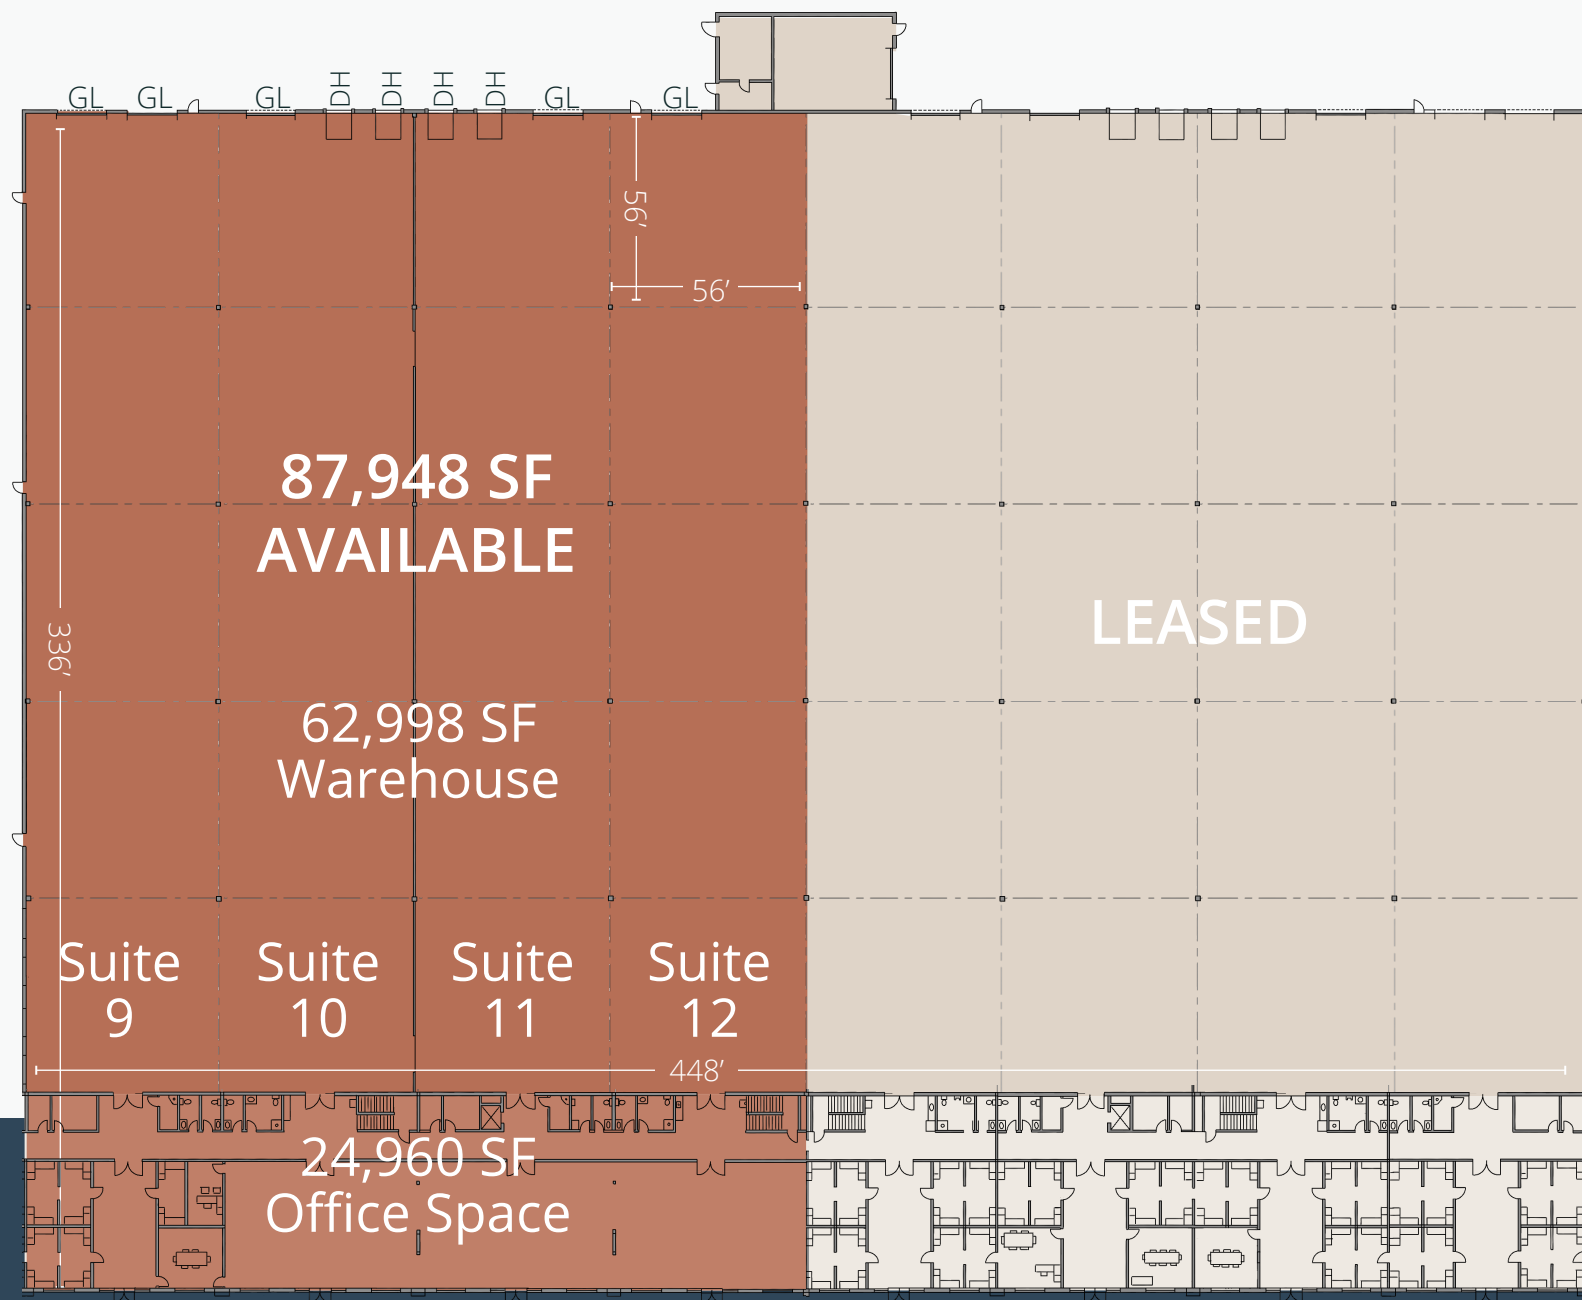 GL GL GL DH DH DH DH GL GL
56’
56’
87,948 SF
AVAILABLE
LEASED
336’
62,998 SF
Warehouse
Suite
9
Suite
10
Suite
11
Suite
12
448’
24,960 SF
Office Space